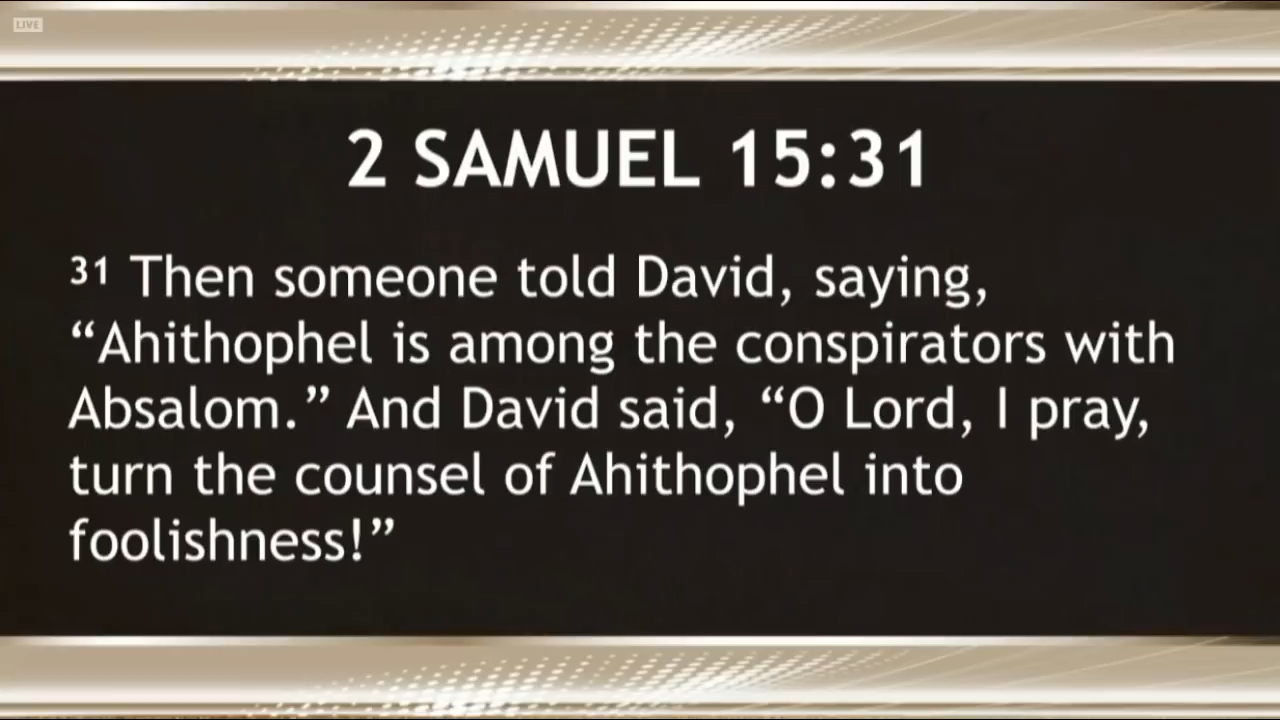 LIVE
2 SAMUEL 15:31
31 Then someone told David, saying,
“Ahithophel is among the conspirators with
Absalom.” And David said, “O Lord, I pray,
turn the counsel of Ahithophel into
foolishness!”